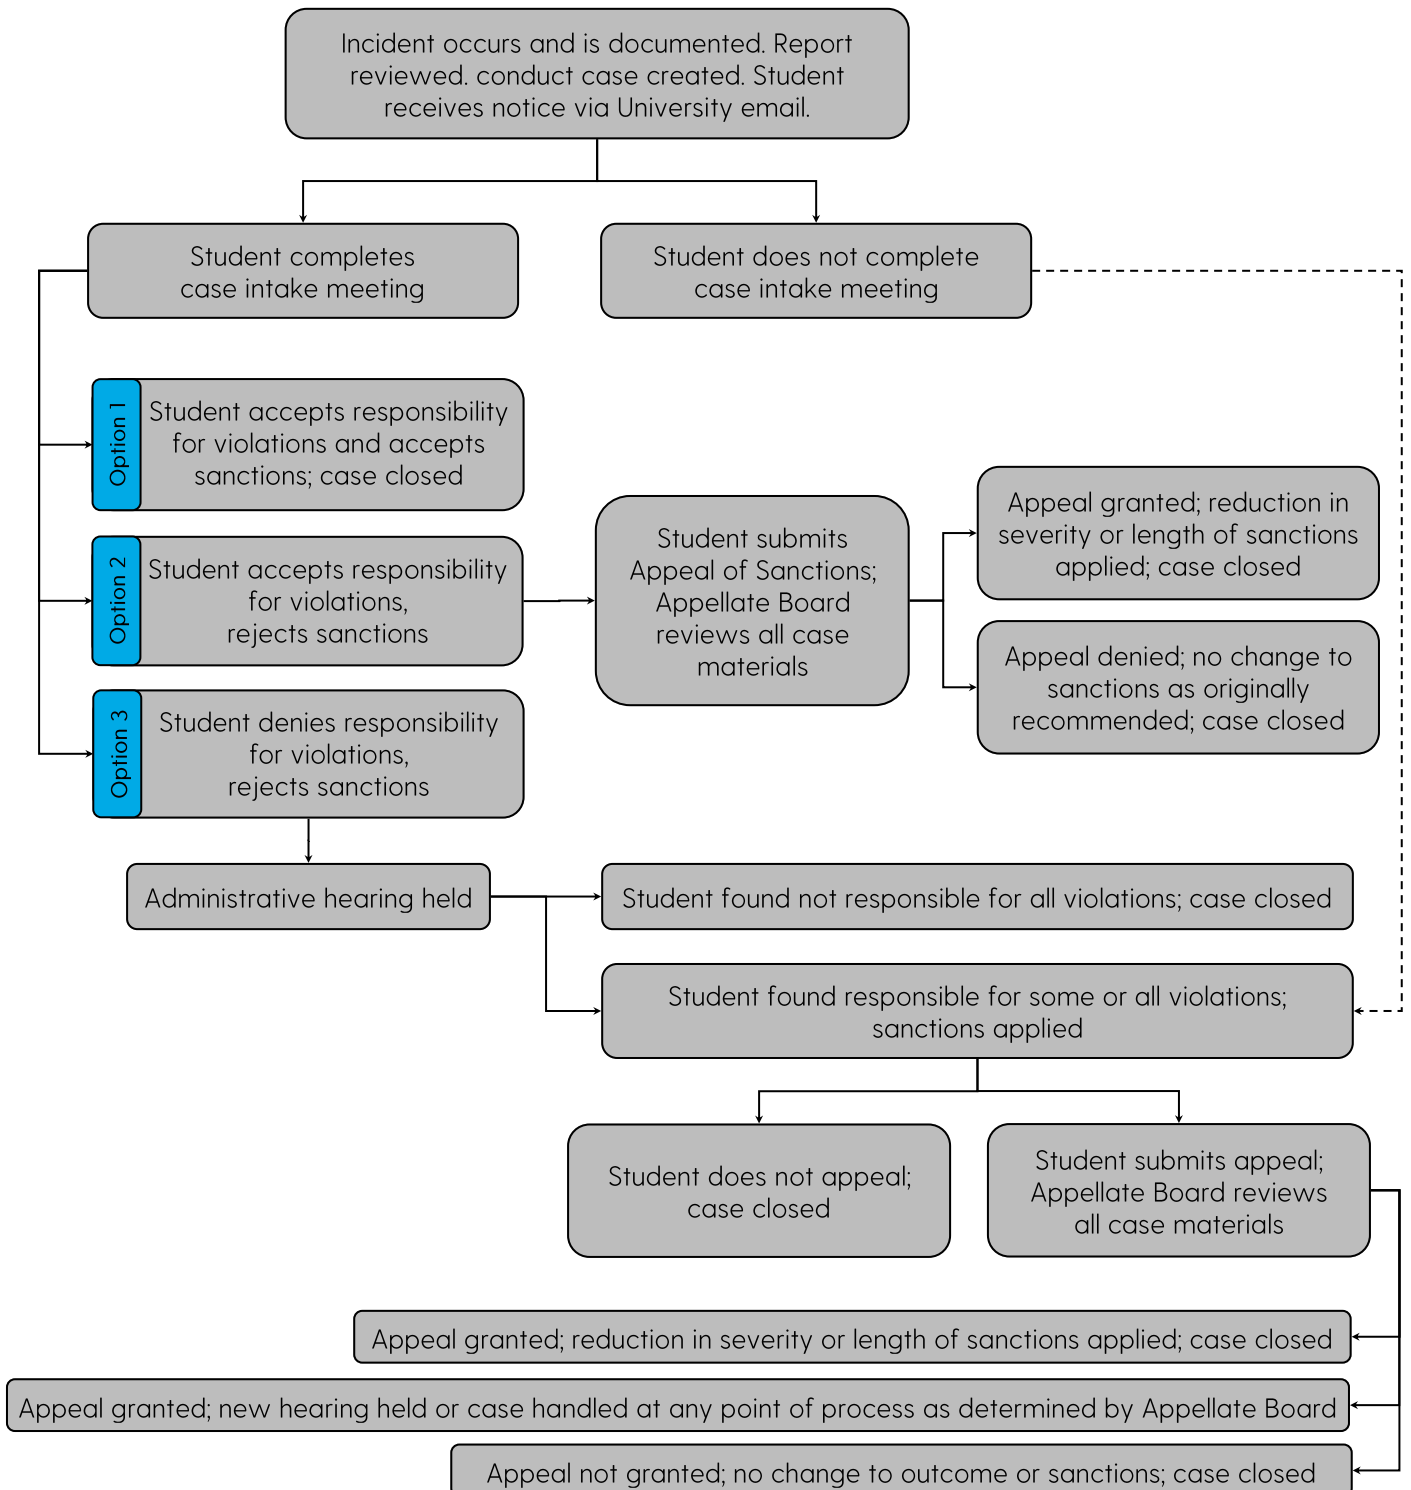 Incident occurs and is documented. Report
reviewed. conduct case created. Student
receives notice via University email.
Student completes
case intake meeting
Student does not complete
case intake meeting
Option 1
Student accepts responsibility
for violations and accepts
sanctions; case closed
Option 2
Student accepts responsibility
for violations,
rejects sanctions
Student submits
Appeal of Sanctions;
Appellate Board
reviews all case
materials
Appeal granted; reduction in
severity or length of sanctions
applied; case closed
Appeal denied; no change to
sanctions as originally
recommended; case closed
Option 3
Student denies responsibility
for violations,
rejects sanctions
Administrative hearing held
Student found not responsible for all violations; case closed
Student found responsible for some or all violations;
sanctions applied
Student does not appeal;
case closed
Student submits appeal;
Appellate Board reviews
all case materials
Appeal granted; reduction in severity or length of sanctions applied; case closed
Appeal granted; new hearing held or case handled at any point of process as determined by Appellate Board
Appeal not granted; no change to outcome or sanctions; case closed